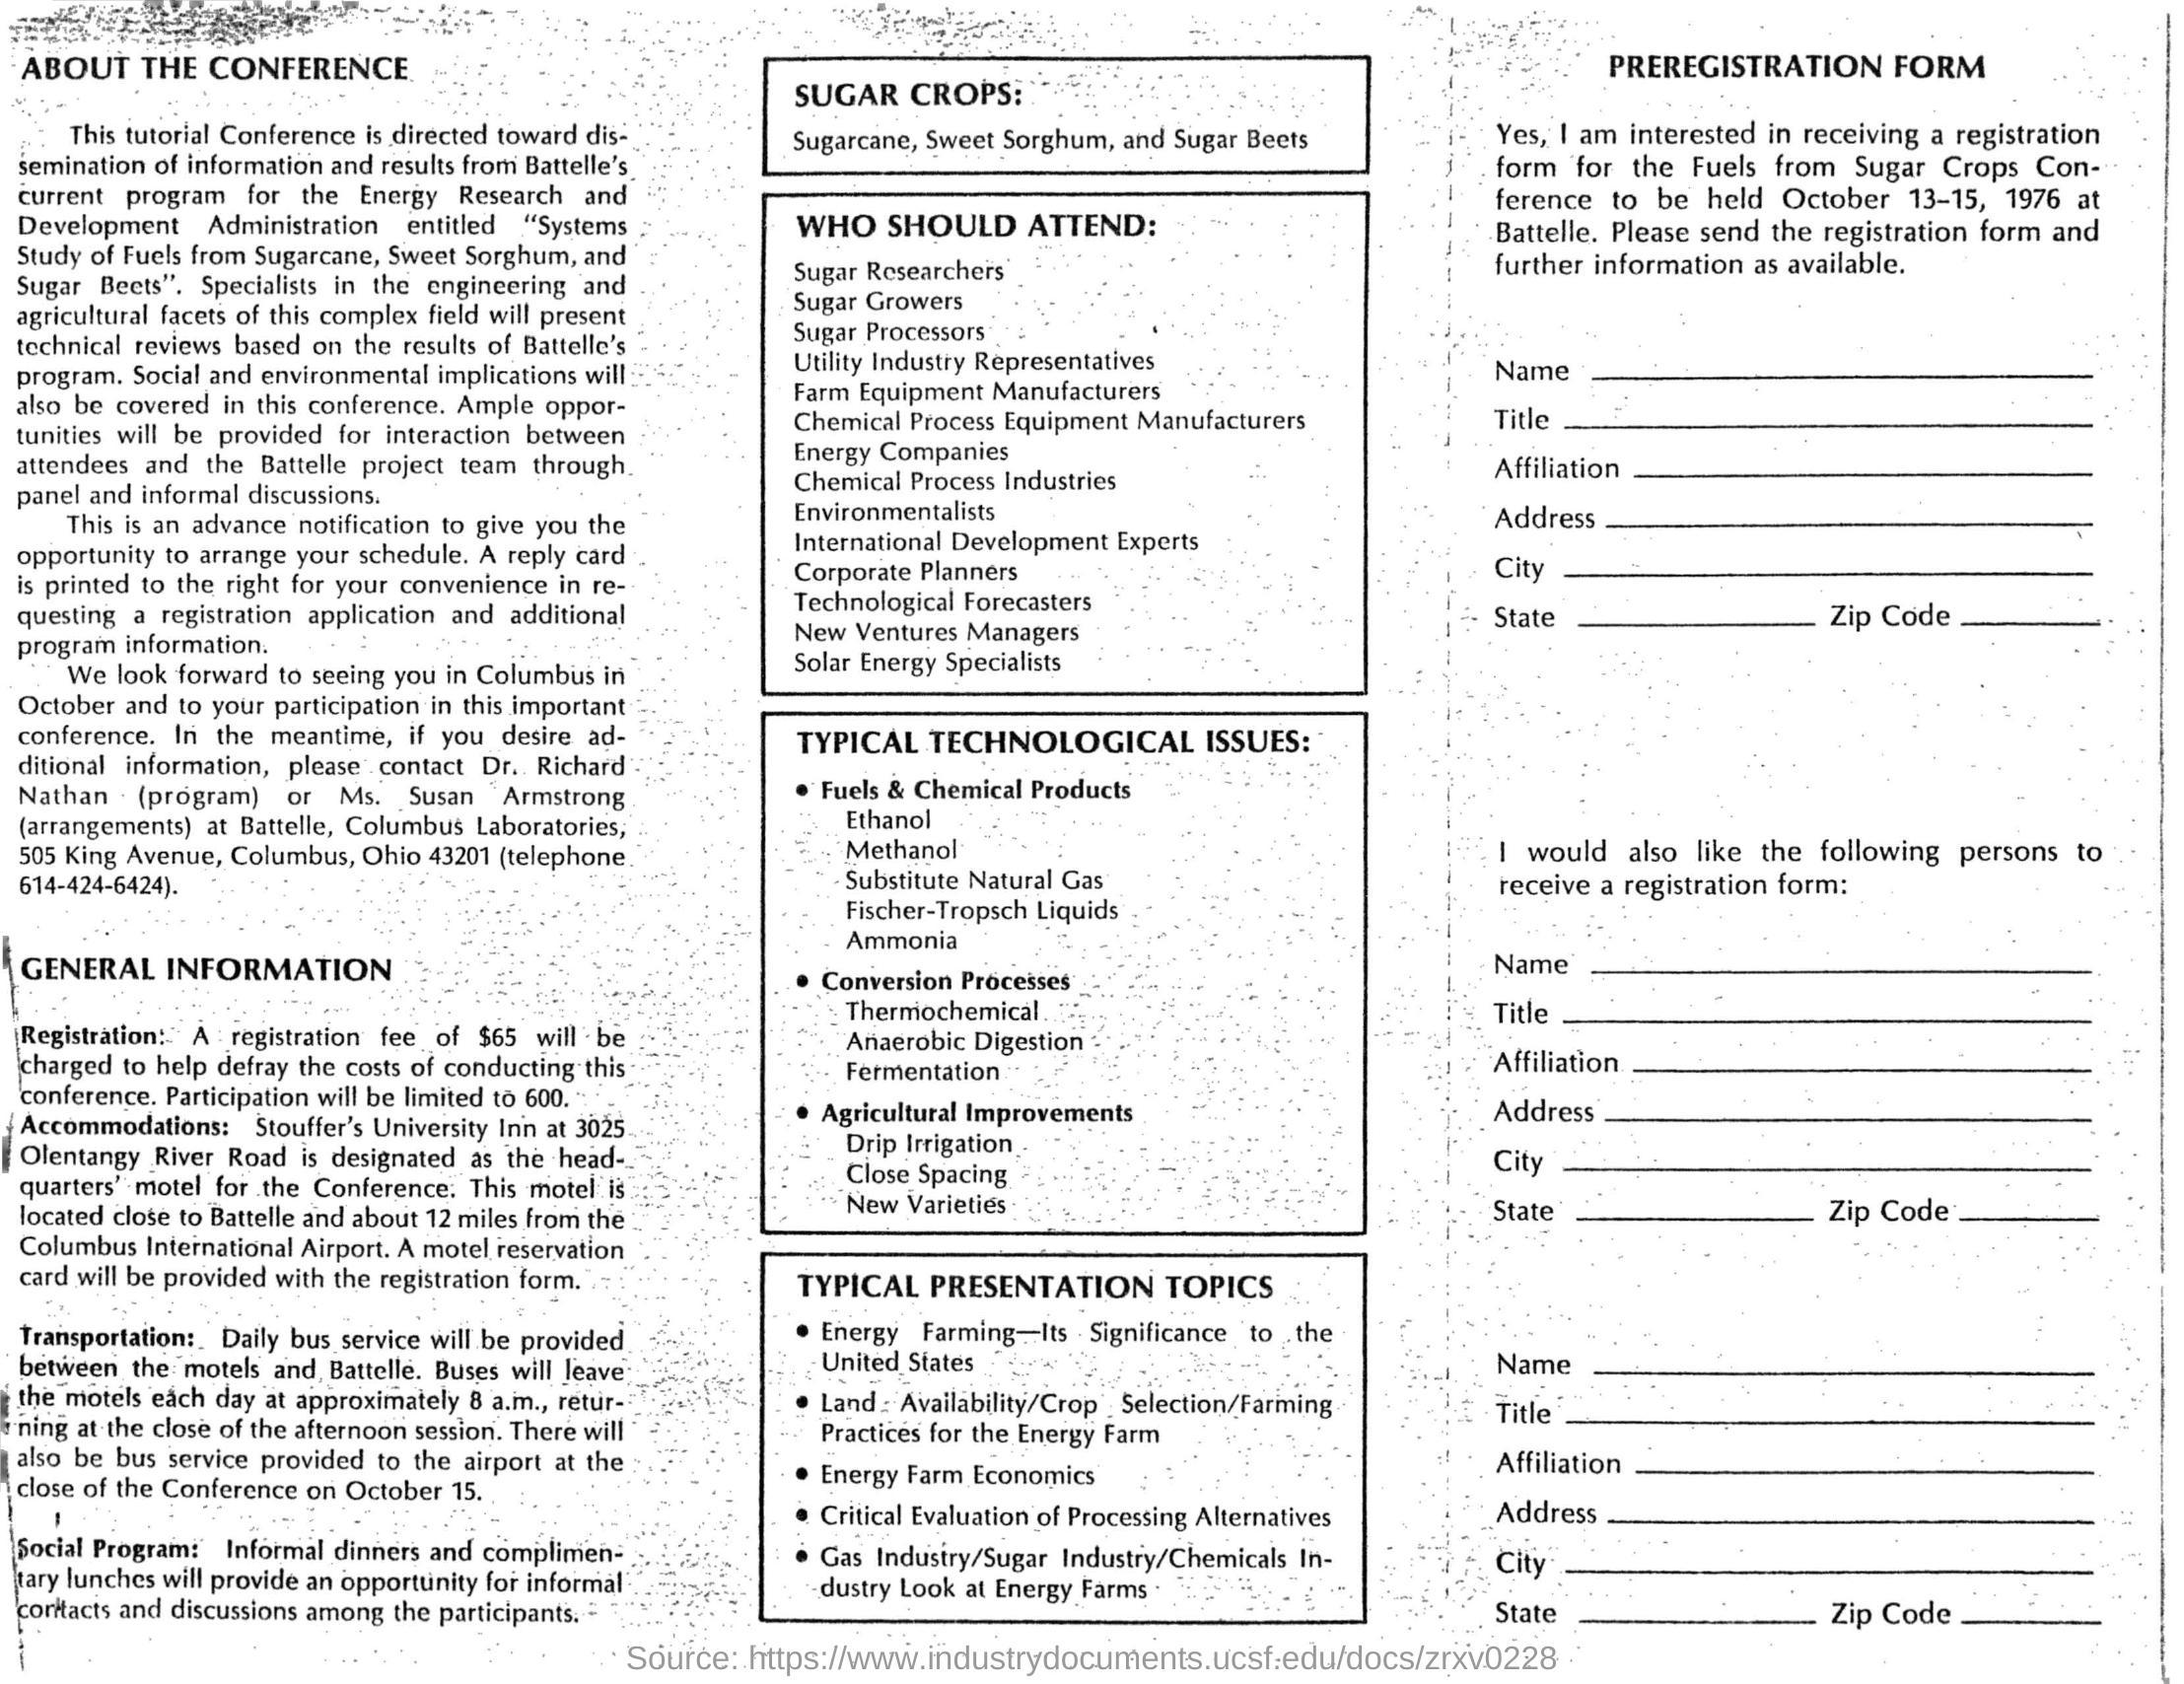 ABOUT THE CONFERENCE
This tutorial Conference is directed toward dis-
semination of information and results from Battelle's
current program for the Energy Research and
Development Administration entitled "Systems
Study of Fuels from Sugarcane, Sweet Sorghum, and
Sugar Beets". Specialists in the engineering and
agricultural facets of this complex field will present
technical reviews based on the results of Battelle's
program. Social and environmental implications will
also be covered in this conference. Ample oppor-
tunities will be provided for interaction between
attendees and the Battelle project team through
panel and informal discussions.
This is an advance notification to give you the
opportunity to arrange your schedule. A reply card
is printed to the right for your convenience in re-
questing a registration application and additional
program information.
We look forward to seeing you in Columbus in
October and to your participation in this important
conference. In the meantime, if you desire ad-
ditional information, please contact Dr. Richard
Nathan (program) or Ms. Susan Armstrong
(arrangements) at Battelle, Columbus Laboratories,
505 King Avenue, Columbus, Ohio 43201 (telephone
614-424-6424).
GENERAL INFORMATION
Registration: A registration fee of $65 will be
charged to help defray the costs of conducting this
conference. Participation will be limited to 600.
Accommodations: Stouffer's University Inn at 3025
Olentangy River Road is designated as the head-
quarters' motel for the Conference. This motel is
located close to Battelle and about 12 miles from the
Columbus International Airport. A motel reservation
card will be provided with the registration form.
Transportation: Daily bus service will be provided
between the motels and Battelle. Buses will leave
the motels each day at approximately 8 a.m., retur-
ning at the close of the afternoon session. There will
also be bus service provided to the airport at the
close of the Conference on October 15.
Social Program: Informal dinners and complimen-
tary lunches will provide an opportunity for informal
contacts and discussions among the participants.
SUGAR CROPS:
Sugarcane, Sweet Sorghum, and Sugar Beets
WHO SHOULD ATTEND:
Sugar Researchers
Sugar Growers
Sugar Processors
Utility Industry Representatives
Farm Equipment Manufacturers
Chemical Process Equipment Manufacturers
Energy Companies
Chemical Process Industries
Environmentalists
International Development Experts
Corporate Planners
Technological Forecasters
New Ventures Managers
Solar Energy Specialists
TYPICAL TECHNOLOGICAL ISSUES:
• Fuels & Chemical Products
Ethanol
Methanol
Substitute Natural Gas
Fischer-Tropsch Liquids
Ammonia
• Conversion Processes
Thermochemical
Anaerobic Digestion
Fermentation
• Agricultural Improvements
Drip Irrigation
Close Spacing
New Varieties
TYPICAL PRESENTATION TOPICS
• Energy Farming—Its Significance to the
United States
• Land Availability/Crop Selection/Farming
Practices for the Energy Farm
• Energy Farm Economics
• Critical Evaluation of Processing Alternatives
• Gas Industry/Sugar Industry/Chemicals In-
dustry Look at Energy Farms
PREREGISTRATION FORM
Yes, I am interested in receiving a registration
form for the Fuels from Sugar Crops Con-
ference to be held October 13-15, 1976 at
Battelle. Please send the registration form and
further information as available.
Name
Title
Affiliation
Address
City
State Zip Code
I would also like the following persons to
receive a registration form:
Name
Title
Affiliation
Address
City
State Zip Code
Name
Title
Affiliation
Address
City
State Zip Code
Source: https://www.industrydocuments.ucsf.edu/docs/zrxv0228